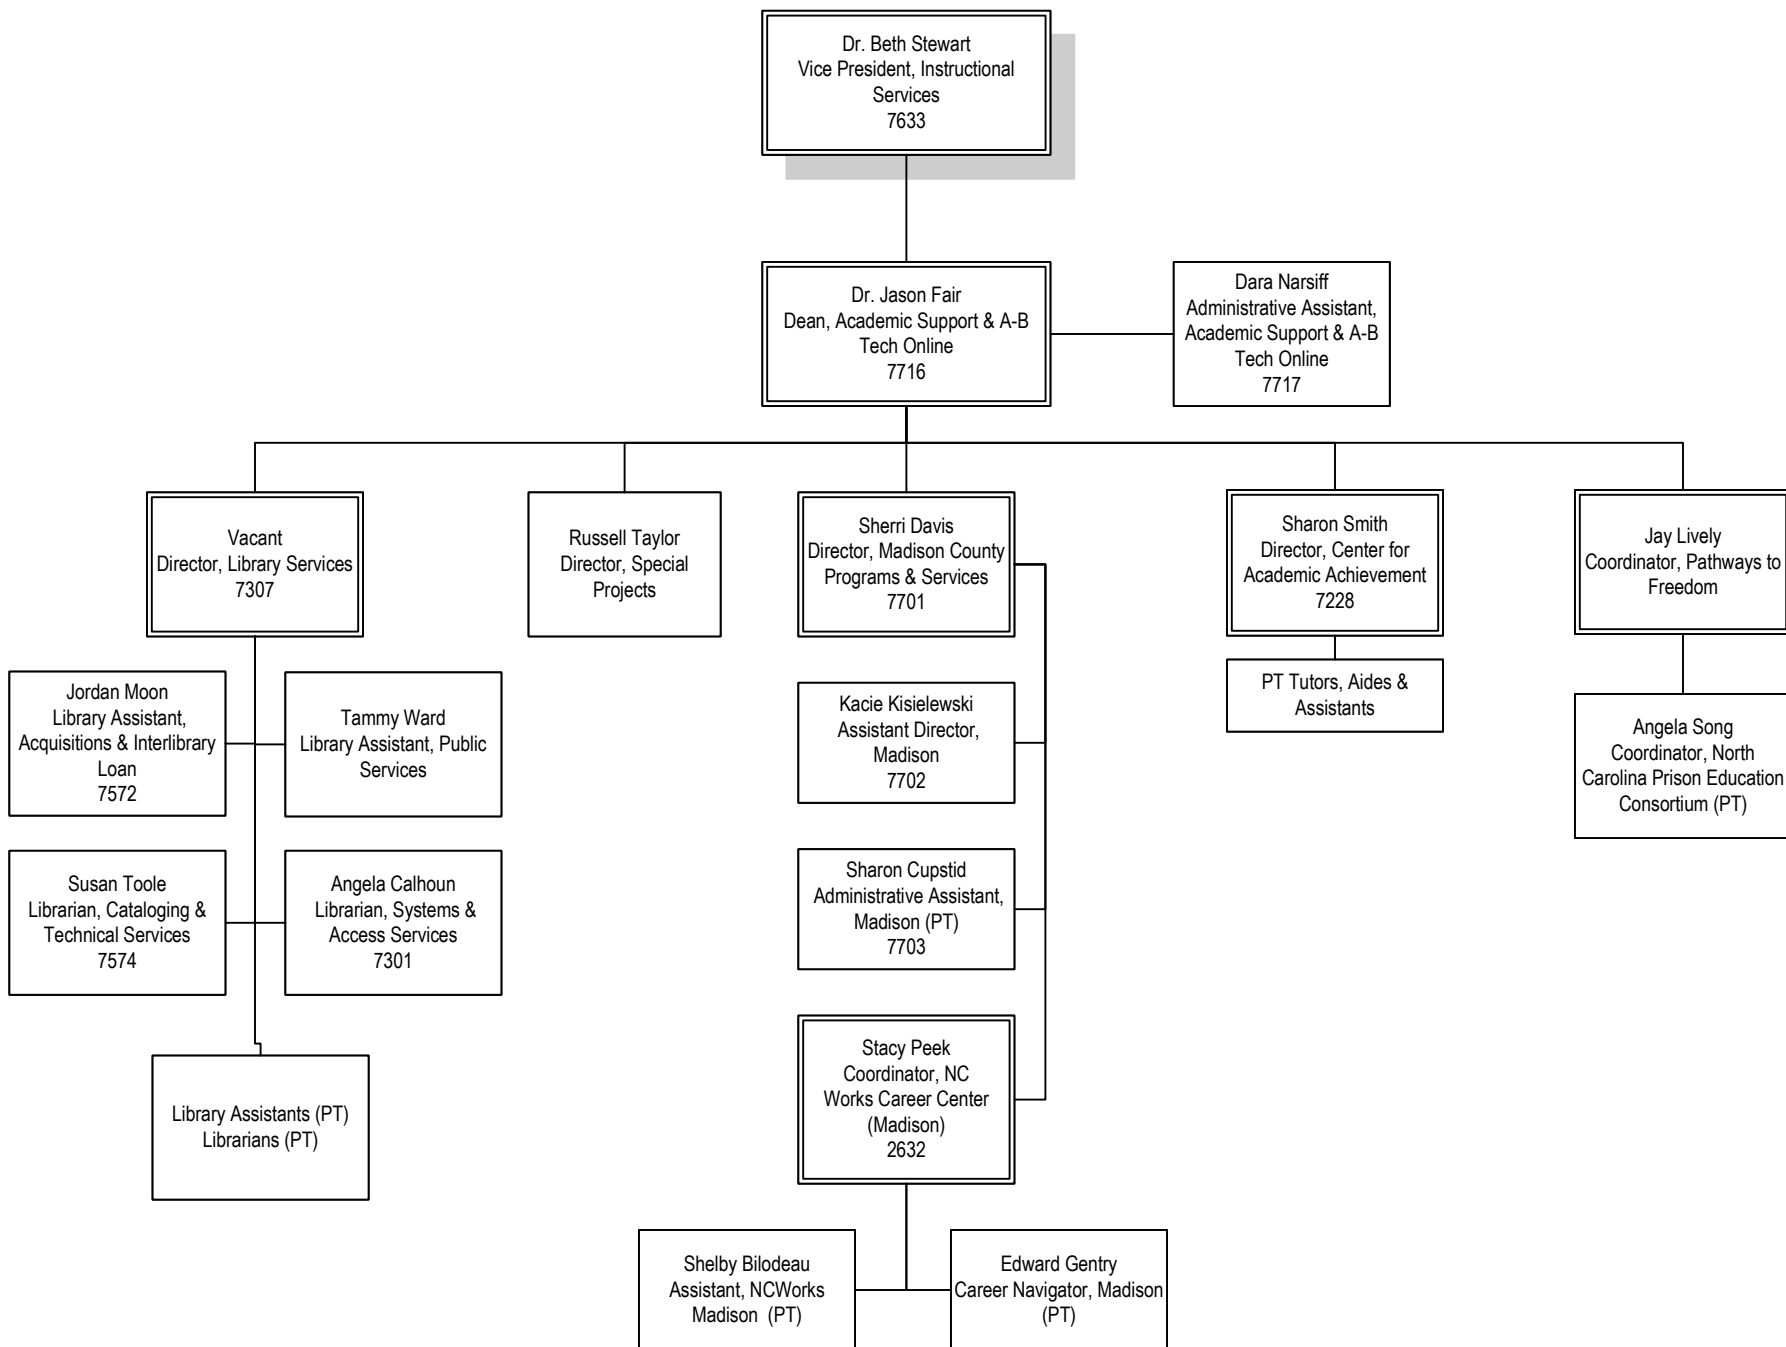 Dr. Beth Stewart
Vice President, Instructional
Services
7633
Dr. Jason Fair
Dean, Academic Support & A-B
Tech Online
7716
Dara Narsiff
Administrative Assistant,
Academic Support & A-B
Tech Online
7717
Vacant
Director, Library Services
7307
Russell Taylor
Director, Special
Projects
Sherri Davis
Director, Madison County
Programs & Services
7701
Sharon Smith
Director, Center for
Academic Achievement
7228
Jay Lively
Coordinator, Pathways to
Freedom
Jordan Moon
Library Assistant,
Acquisitions & Interlibrary
Loan
7572
Tammy Ward
Library Assistant, Public
Services
Kacie Kisielewski
Assistant Director,
Madison
7702
PT Tutors, Aides &
Assistants
Angela Song
Coordinator, North
Carolina Prison Education
Consortium (PT)
Susan Toole
Librarian, Cataloging &
Technical Services
7574
Angela Calhoun
Librarian, Systems &
Access Services
7301
Sharon Cupstid
Administrative Assistant,
Madison (PT)
7703
Library Assistants (PT)
Librarians (PT)
Stacy Peek
Coordinator, NC
Works Career Center
(Madison)
2632
Shelby Bilodeau
Assistant, NCWorks
Madison  (PT)
Edward Gentry
Career Navigator, Madison
(PT)